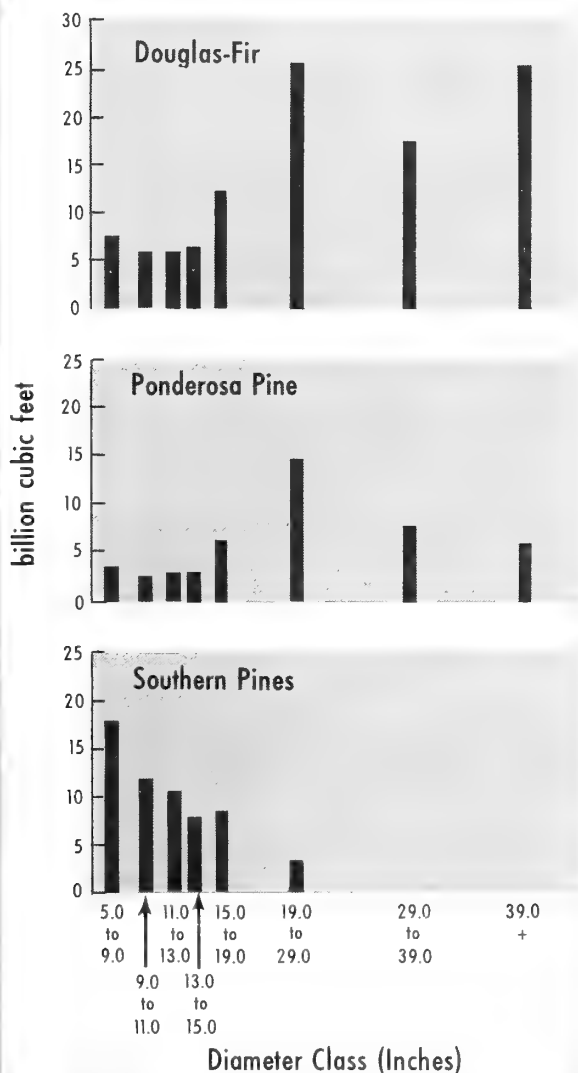 30
Douglas-Fir
25
20
15
10
5
0
25
Ponderosa Pine
20
15
10
5
0
25
Southern Pines
20
15
10
5
0
billion cubic feet
5.0 11.0 15.0 19.0 29.0 39.0
to to to to to +
9.0 13.0 19.0 29.0 39.0
9.0 13.0
to to
11.0 15.0
Diameter Class (Inches)